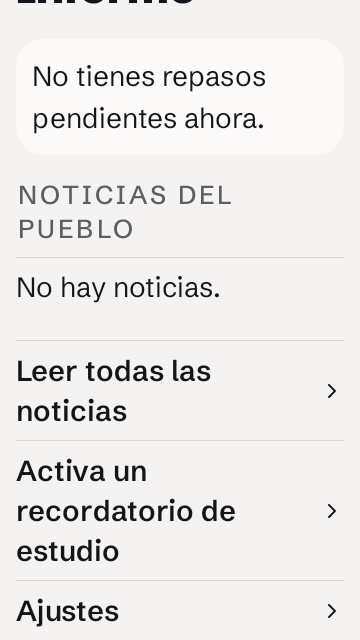 No tienes repasos
pendientes ahora.
NOTICIAS DEL
PUEBLO
No hay noticias.
Leer todas las
noticias
Activa un
recordatorio de
estudio
Ajustes